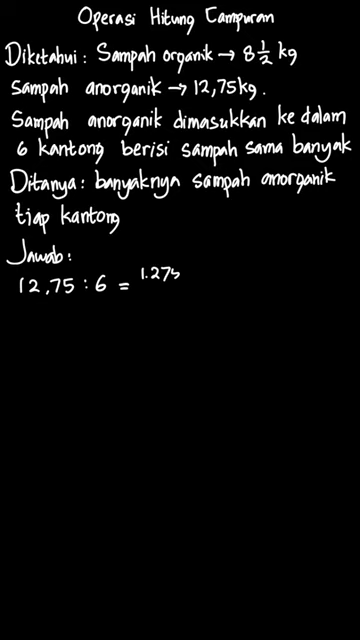 Operasi Hitung Campuran
Diketahui : Sampah organik → 8 1/2 kg
Sampah anorganik → 12,75 kg.
Sampah anorganik dimasukkan ke dalam
6 kantong berisi sampah sama banyak
Ditanya : banyaknya sampah anorganik
tiap kantong
Jawab :
12,75 : 6 = 1.275